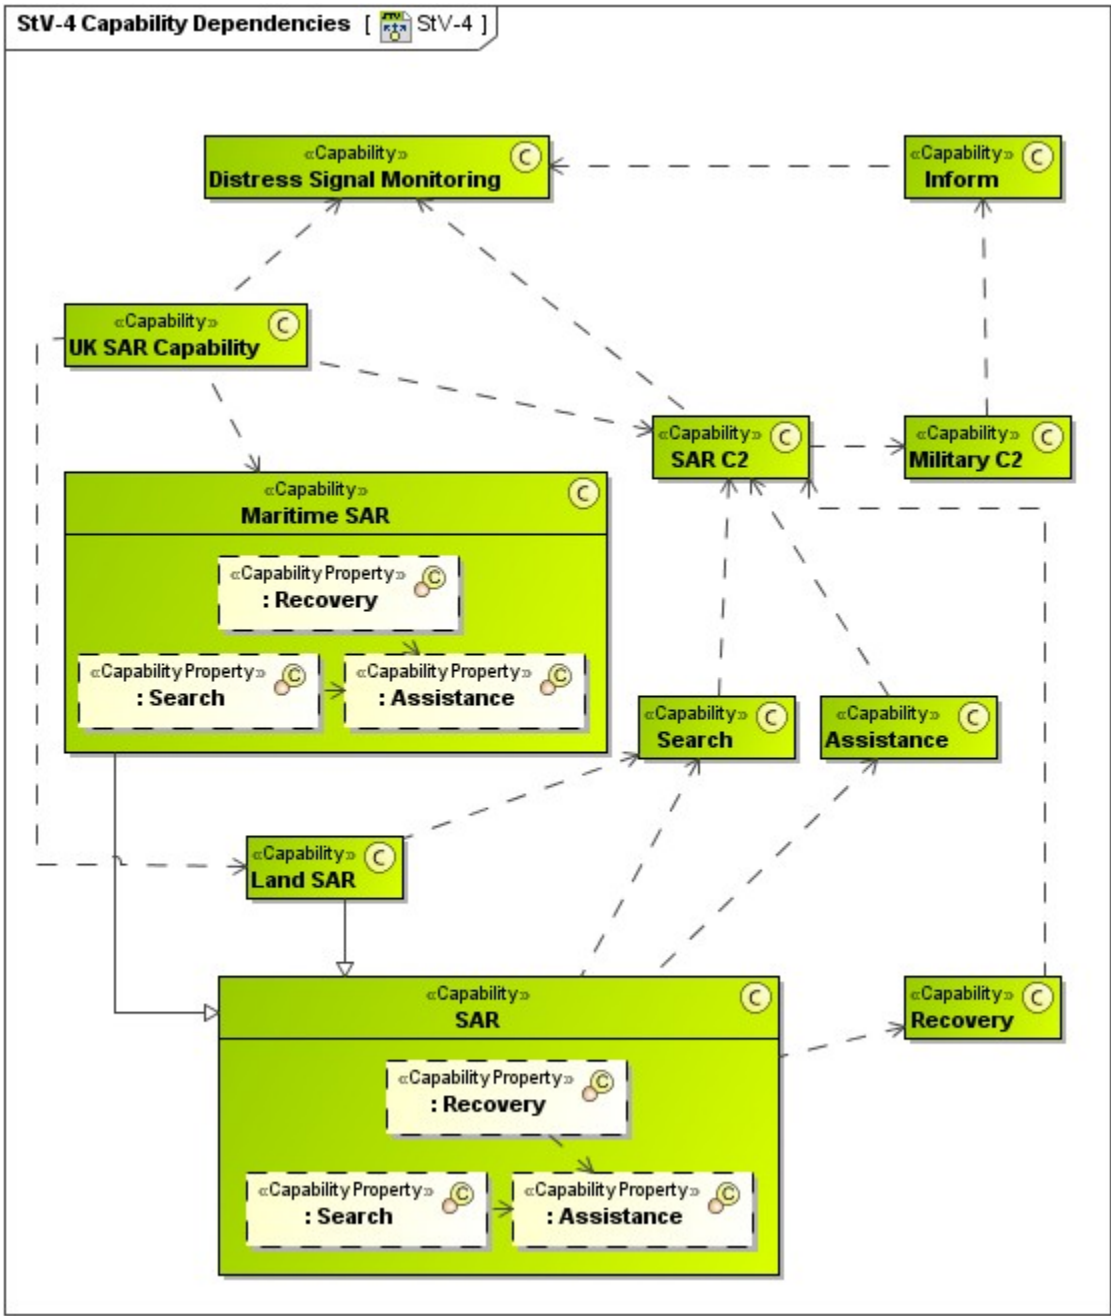 StV-4 Capability Dependencies [ StV-4 ]
«Capability»
Distress Signal Monitoring
C
«Capability»
Inform
C
«Capability»
UK SAR Capability
C
«Capability»
SAR C2
C
«Capability»
Military C2
C
«Capability»
Maritime SAR
C
«Capability Property»
: Recovery
C
«Capability Property»
: Search
C
«Capability Property»
: Assistance
C
«Capability»
Search
C
«Capability»
Assistance
C
«Capability»
Land SAR
C
«Capability»
SAR
C
«Capability»
Recovery
C
«Capability Property»
: Recovery
C
«Capability Property»
: Search
C
«Capability Property»
: Assistance
C